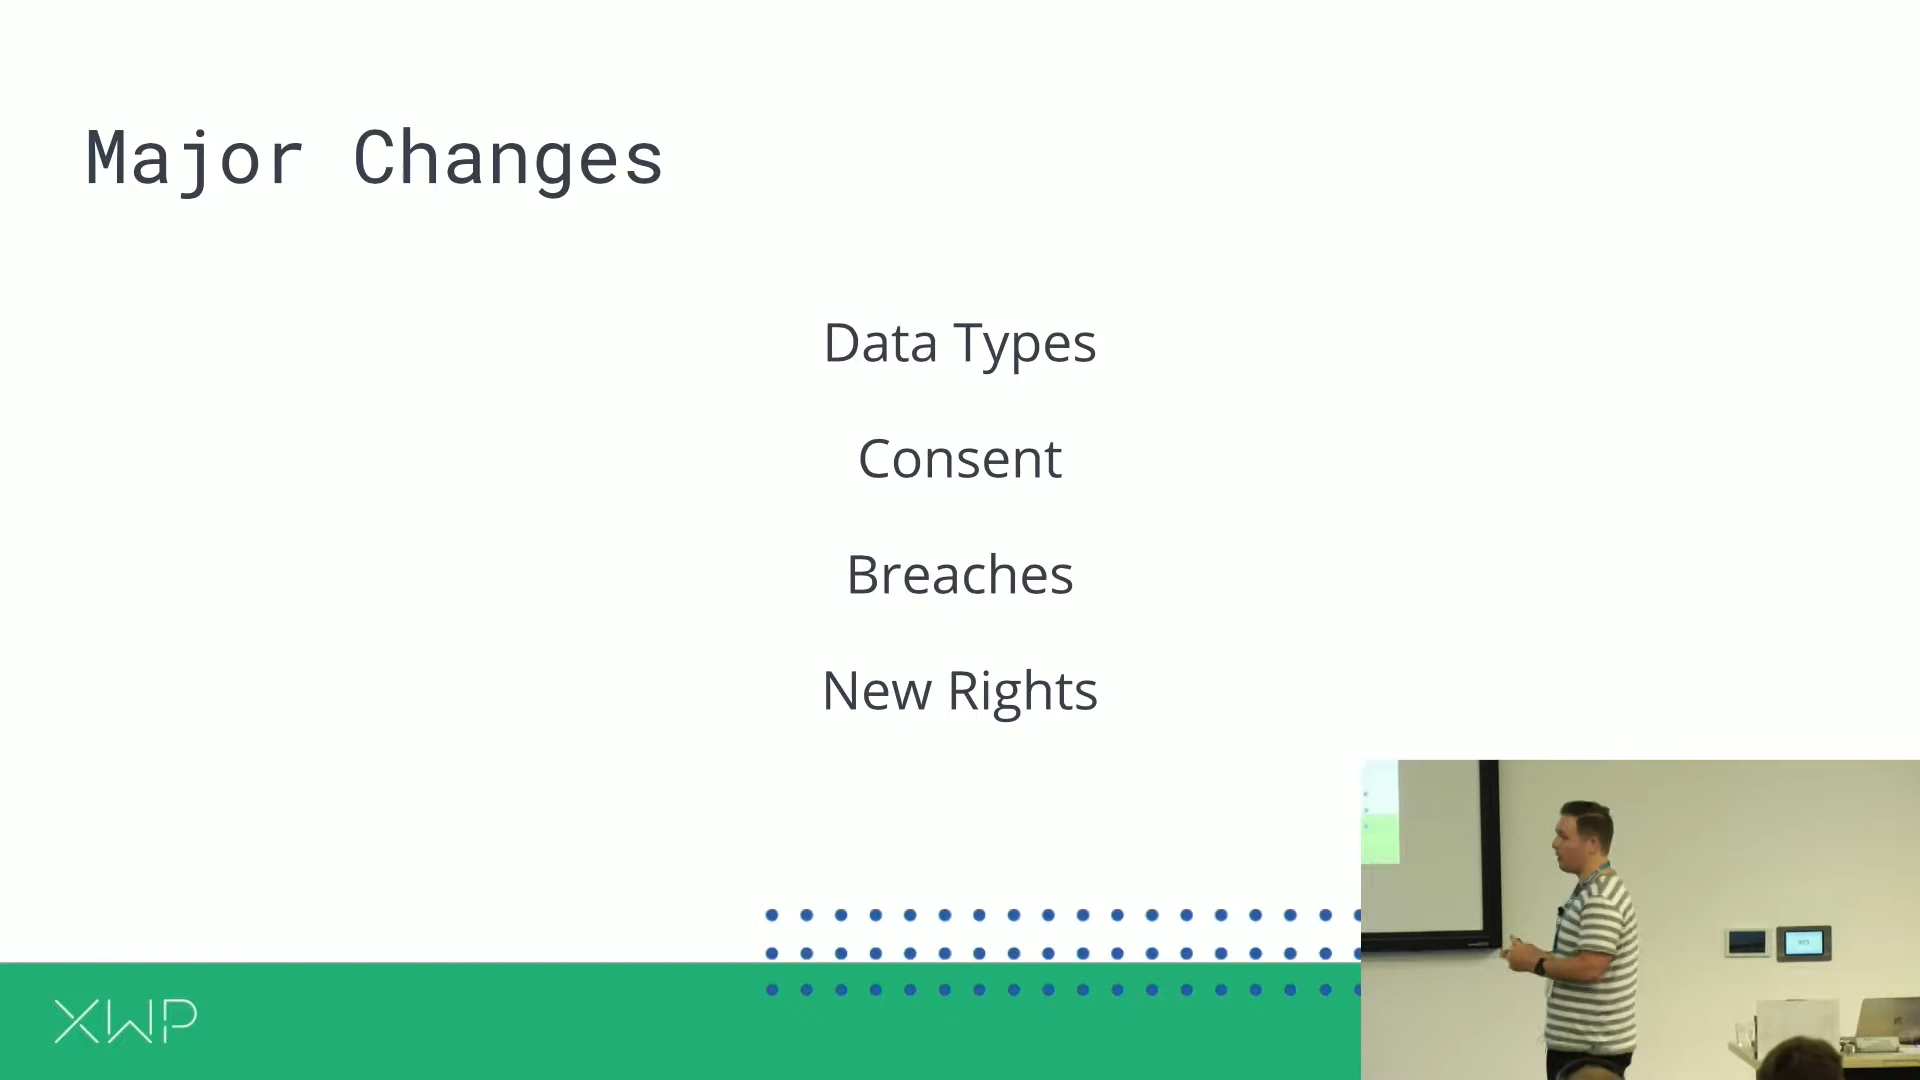 Major Changes
Data Types
Consent
Breaches
New Rights
XWP